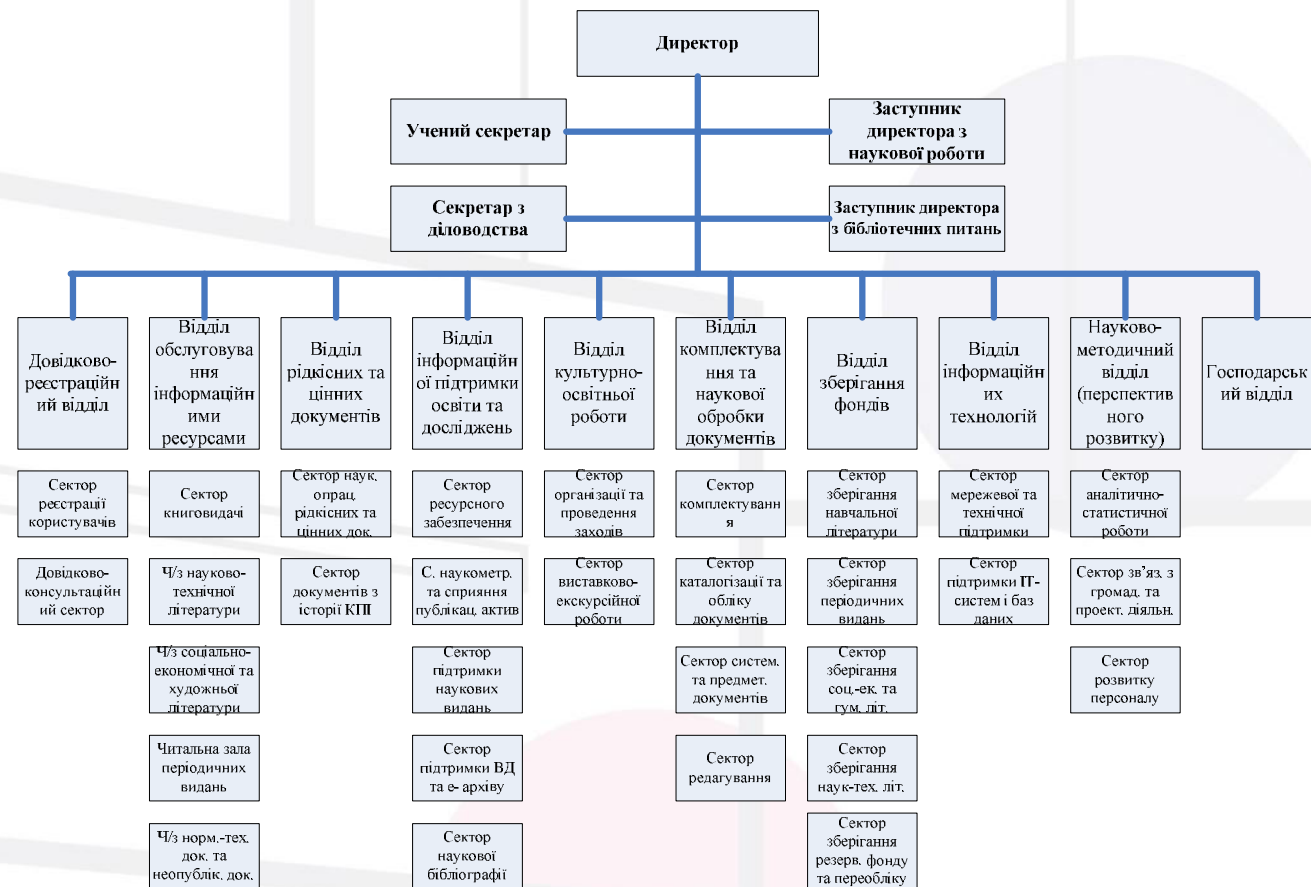 Директор
Учений секретар
Заступник
директора з
наукової роботи
Секретар з
діловодства
Заступник директора
з бібліотечних питань
Довідково-
реєстраційн
ий відділ
Відділ
обслуговува
ння
інформаційн
ими
ресурсами
Відділ
рідкісних та
цінних
документів
Відділ
інформаційн
ої підтримки
освіти та
досліджень
Відділ
культурно-
освітньої
роботи
Відділ
комплектува
ння та
наукової
обробки
документів
Відділ
зберігання
фондів
Відділ
інформаційн
их
технологій
Науково-
методичний
відділ
(перспектив
ного
розвитку)
Господарськ
ий відділ
Сектор
реєстрації
користувачів
Сектор
книговидачі
Сектор наук.
опрац.
рідкісних та
цінних док.
Сектор
ресурсного
забезпечення
Сектор
організації та
проведення
заходів
Сектор
комплектуванн
я
Сектор
зберігання
навчальної
літератури
Сектор
мережевої та
технічної
підтримки
Сектор
аналітично-
статистичної
роботи
Довідково-
консультаційн
ий сектор
Ч/з науково-
технічної
літератури
Сектор
документів з
історії КПІ
С. наукометр.
та сприяння
публікац. актив
Сектор
виставково-
екскурсійної
роботи
Сектор
каталогізації та
обліку
документів
Сектор
зберігання
періодичних
видань
Сектор
підтримки ІТ-
систем і баз
даних
Сектор зв’яз. з
громад. та
проект. діяльн.
Ч/з соціально-
економічної та
художньої
літератури
Сектор
підтримки
наукових
видань
Сектор систем.
та предмет.
документів
Сектор
зберігання
соц.-ек. та
гум. літ.
Сектор
розвитку
персоналу
Читальна зала
періодичних
видань
Сектор
підтримки ВД
та е- архіву
Сектор
редагування
Сектор
зберігання
наук-тех. літ.
Ч/з норм.-тех.
док. та
неопублік. док.
Сектор
наукової
бібліографії
Сектор
зберігання
резерв. фонду
та переобліку